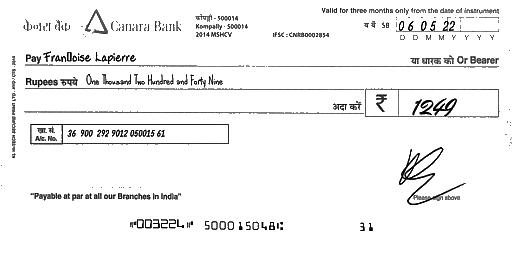 Valid for three months only from the date of instrument
केनरा बैंक Canara Bank
कोमपल्ली - 500014
Kompally - 500014
2014 MSHCV
IFSC : CNRB0002854
SB 06 05 22
D D M M Y Y Y Y
Pay Franlloise Lapierre या धारक को Or Bearer
Rupees रुपये One Thousand Two Hundred and Forty Nine
अदा करें ₹ 1249
खा. सं.
A/c. No. 36 900 292 9012 050015 61
Please sign above
"Payable at par at all our Branches in India"
⑈003224⑈ 500015048⑆ 31